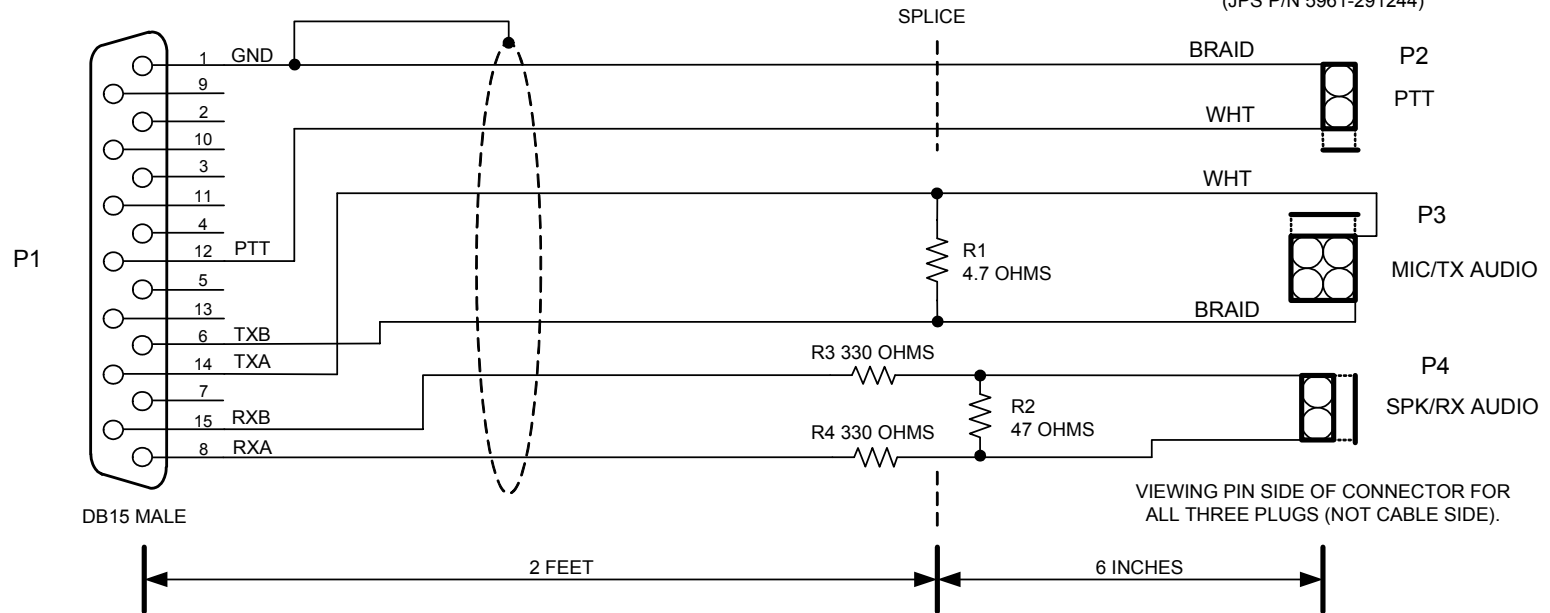 (JPS P/N 5961-291244)
SPLICE
BRAID
P2
PTT
WHT
WHT
P3
MIC/TX AUDIO
BRAID
P4
SPK/RX AUDIO
P1
1 GND
9
2
10
3
11
4
12 PTT
5
13
6 TXB
14 TXA
7
15 RXB
8 RXA
R1
4.7 OHMS
R3 330 OHMS
R2
47 OHMS
R4 330 OHMS
DB15 MALE
VIEWING PIN SIDE OF CONNECTOR FOR
ALL THREE PLUGS (NOT CABLE SIDE).
2 FEET
6 INCHES